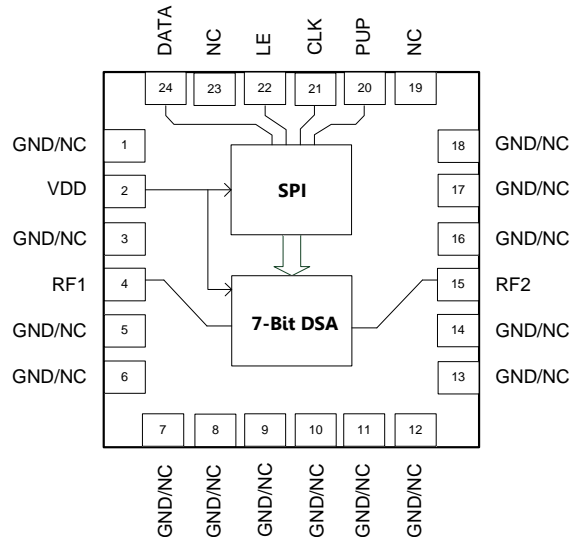 DATA
NC
LE
CLK
PUP
NC
24
23
22
21
20
19
GND/NC
1
VDD
2
GND/NC
3
RF1
4
GND/NC
5
GND/NC
6
SPI
7-Bit DSA
18
GND/NC
17
GND/NC
16
GND/NC
15
RF2
14
GND/NC
13
GND/NC
7
8
9
10
11
12
GND/NC
GND/NC
GND/NC
GND/NC
GND/NC
GND/NC